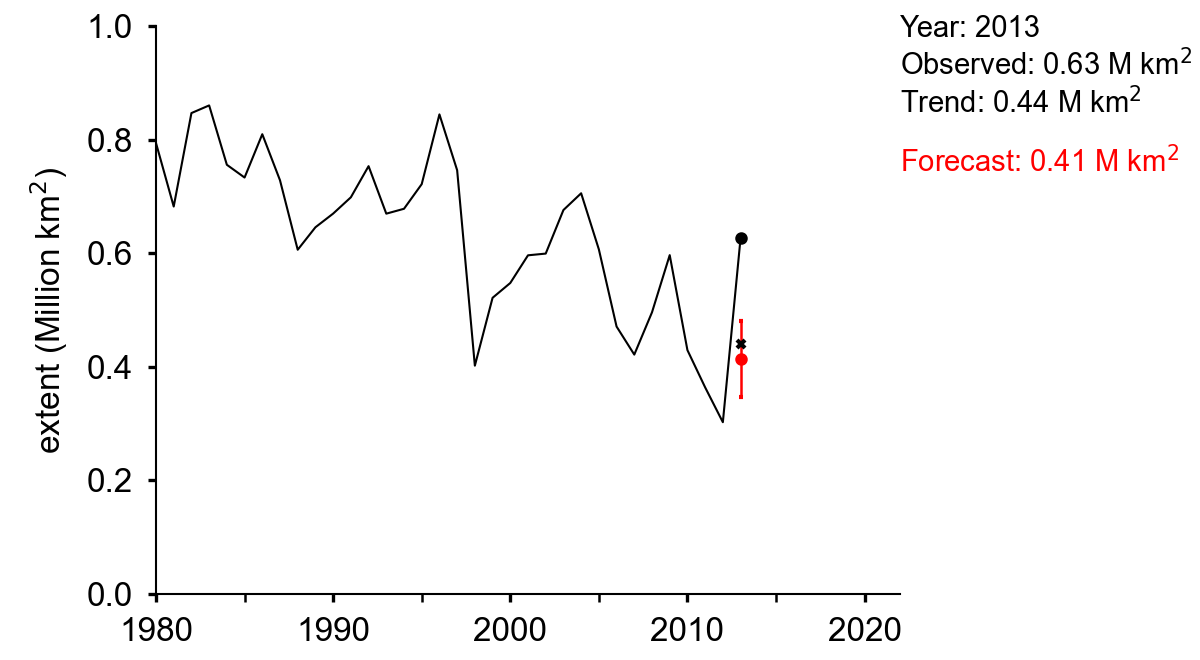 Year: 2013
Observed: 0.63 M km²
Trend: 0.44 M km²
Forecast: 0.41 M km²
extent (Million km²)
1.0
0.8
0.6
0.4
0.2
0.0
1980 1990 2000 2010 2020